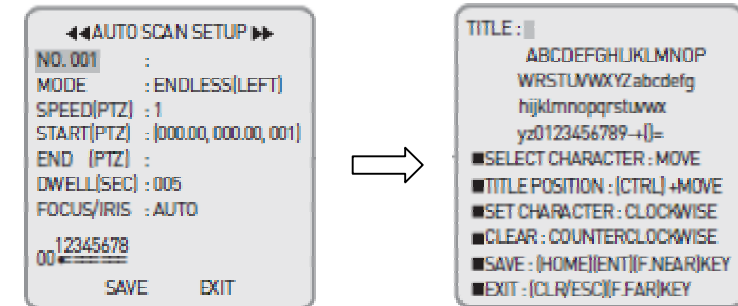 ◀◀AUTO SCAN SETUP▶▶
NO. 001 :
MODE : ENDLESS(LEFT)
SPEED(PTZ) : 1
START(PTZ) : (000.00, 000.00, 001)
END (PTZ) :
DWELL(SEC) : 005
FOCUS/IRIS : AUTO
00 12345678
SAVE EXIT
TITLE :
ABCDEFGHIJKLMNOP
WRSTUVWXYZabcdefg
hijklmnopqrstuvwx
yz0123456789-+()=
■SELECT CHARACTER : MOVE
■TITLE POSITION : (CTRL) +MOVE
■SET CHARACTER : CLOCKWISE
■CLEAR : COUNTERCLOCKWISE
■SAVE : (HOME)(ENT)(F.NEAR)KEY
■EXIT : (CLR/ESC)(F.FAR)KEY